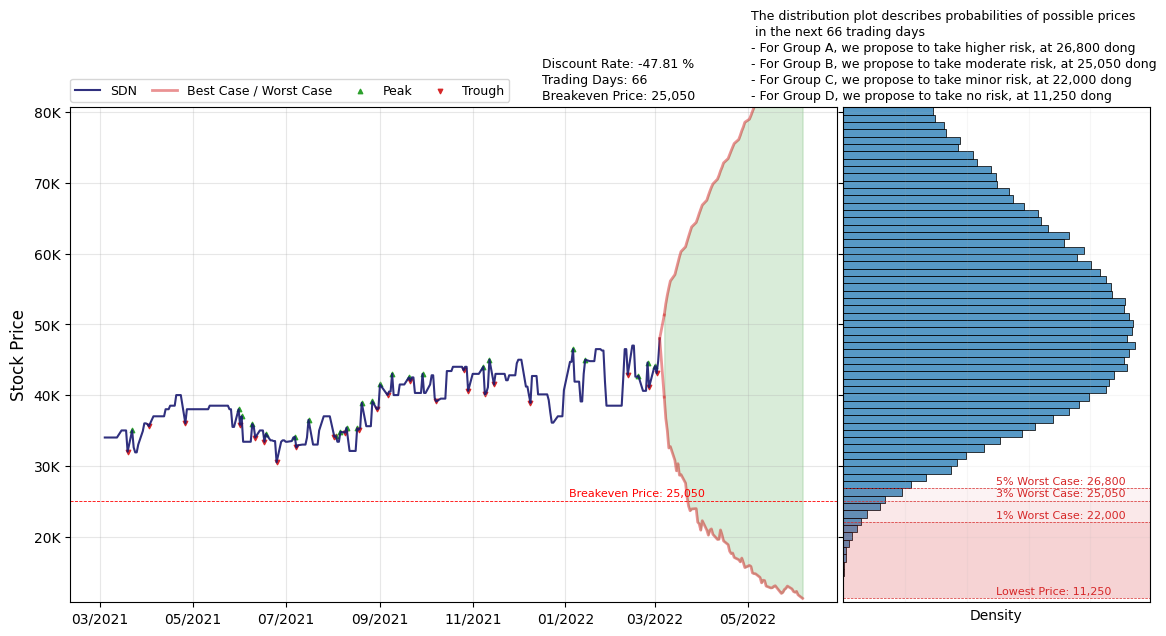 The distribution plot describes probabilities of possible prices
in the next 66 trading days
- For Group A, we propose to take higher risk, at 26,800 dong
- For Group B, we propose to take moderate risk, at 25,050 dong
- For Group C, we propose to take minor risk, at 22,000 dong
- For Group D, we propose to take no risk, at 11,250 dong
Discount Rate: -47.81 %
Trading Days: 66
Breakeven Price: 25,050
SDN Best Case / Worst Case Peak Trough
Stock Price
80K
70K
60K
50K
40K
30K
20K
Breakeven Price: 25,050
5% Worst Case: 26,800
3% Worst Case: 25,050
1% Worst Case: 22,000
Lowest Price: 11,250
03/2021 05/2021 07/2021 09/2021 11/2021 01/2022 03/2022 05/2022
Density